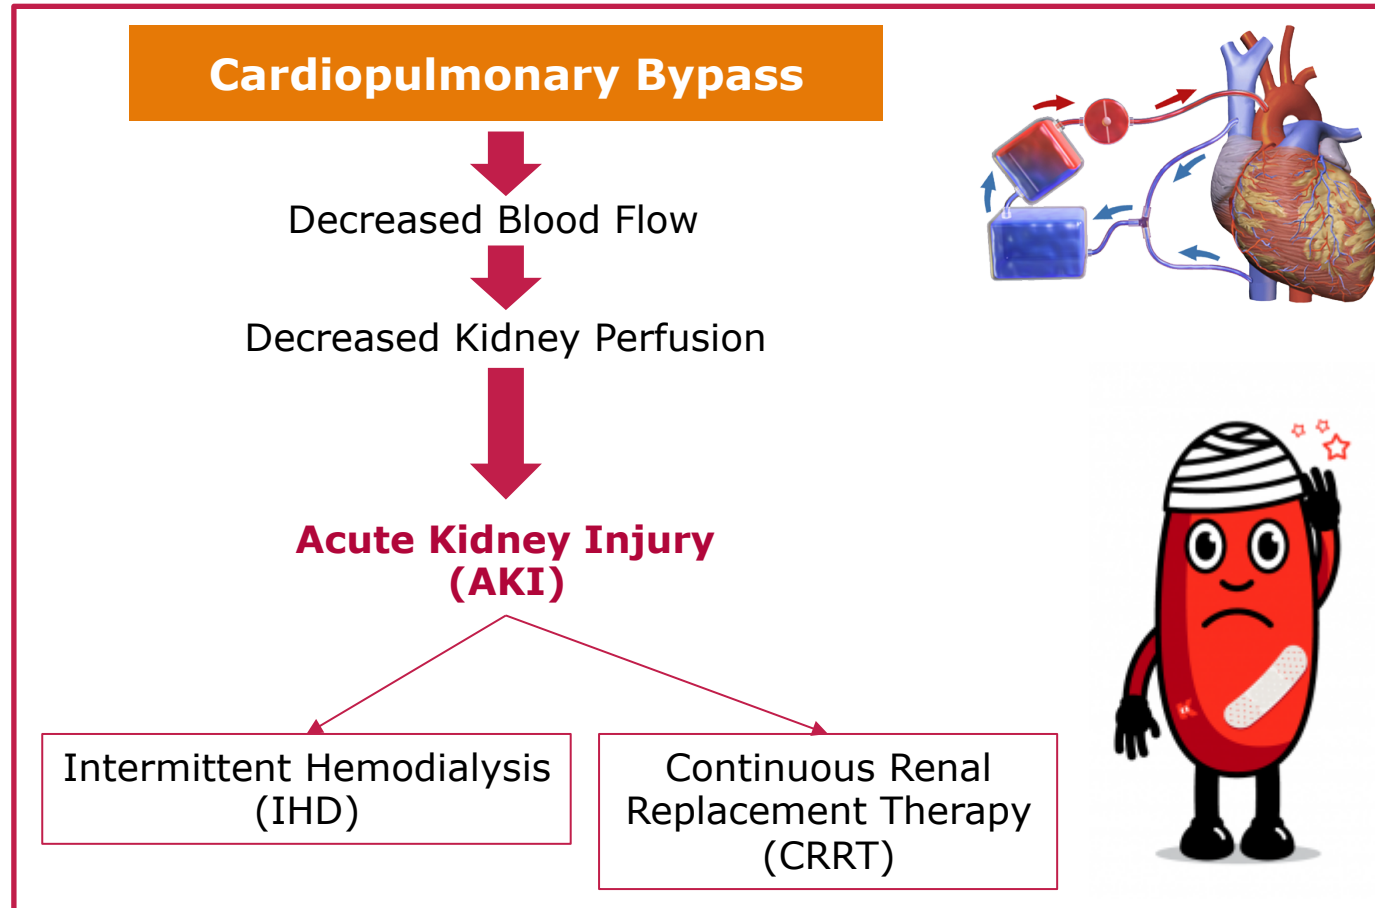 Cardiopulmonary Bypass
Decreased Blood Flow
Decreased Kidney Perfusion
Acute Kidney Injury
(AKI)
Intermittent Hemodialysis
(IHD)
Continuous Renal
Replacement Therapy
(CRRT)